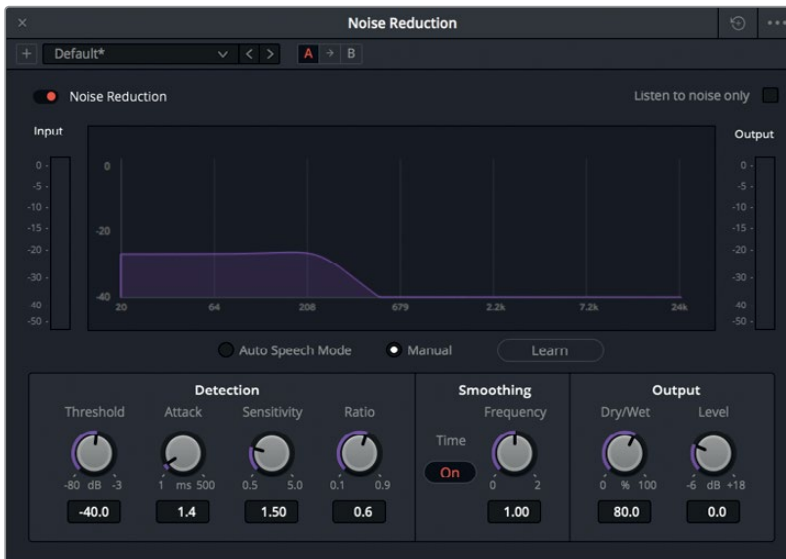 × Noise Reduction
+ Default* < > A → B
Noise Reduction
Listen to noise only
Input
Output
0 -
-5 -
-10 -
-15 -
-20 -
-30 -
40
-50 -
0
-20
-40
20 64 208 679 2.2k 7.2k 24k
0 -
-5 -
-10 -
-15 -
-20 -
-30 -
40
-50 -
Auto Speech Mode
Manual
Learn
Detection
Threshold Attack Sensitivity Ratio
-80 dB -3 1 ms 500 0.5 5.0 0.1 0.9
-40.0 1.4 1.50 0.6
Smoothing
Frequency
Time
On
0 2
1.00
Output
Dry/Wet Level
0 % 100 -6 dB +18
80.0 0.0